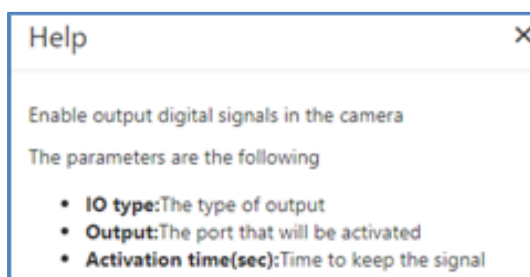 Help
Enable output digital signals in the camera
The parameters are the following
IO type:The type of output
Output:The port that will be activated
Activation time(sec):Time to keep the signal